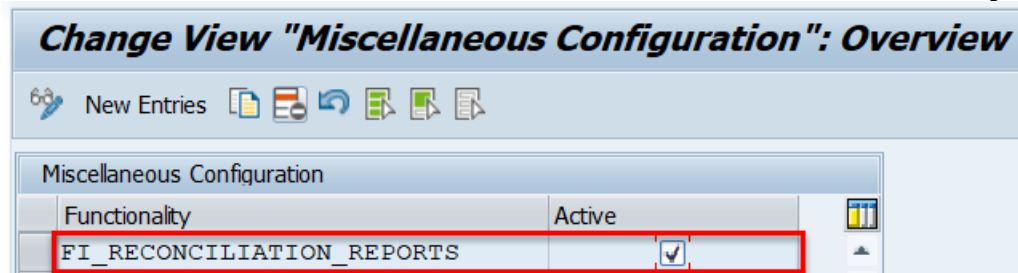 Change View "Miscellaneous Configuration": Overview
New Entries
Miscellaneous Configuration
Functionality Active
FI_RECONCILIATION_REPORTS